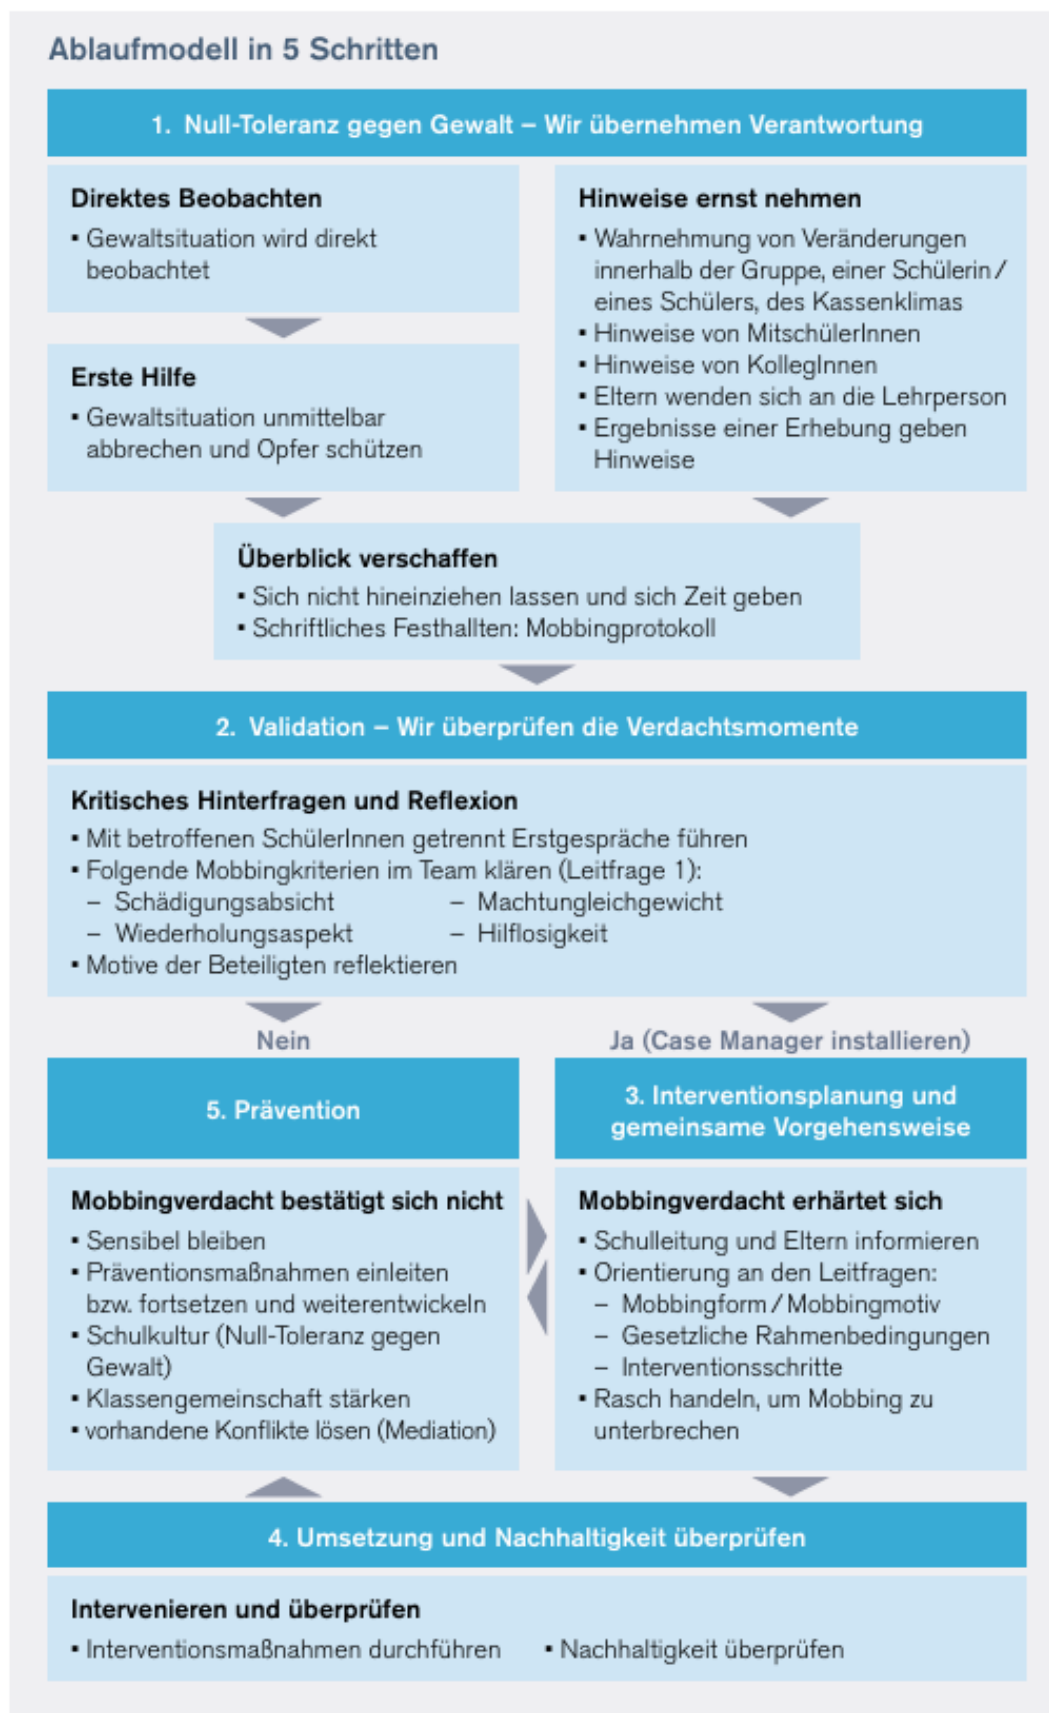 Ablaufmodell in 5 Schritten
1. Null-Toleranz gegen Gewalt – Wir übernehmen Verantwortung
Direktes Beobachten
▪ Gewaltsituation wird direkt
beobachtet
Erste Hilfe
▪ Gewaltsituation unmittelbar
abbrechen und Opfer schützen
Hinweise ernst nehmen
▪ Wahrnehmung von Veränderungen
innerhalb der Gruppe, einer Schülerin /
eines Schülers, des Kassenklimas
▪ Hinweise von MitschülerInnen
▪ Hinweise von KollegInnen
▪ Eltern wenden sich an die Lehrperson
▪ Ergebnisse einer Erhebung geben
Hinweise
Überblick verschaffen
▪ Sich nicht hineinziehen lassen und sich Zeit geben
▪ Schriftliches Festhallten: Mobbingprotokoll
2. Validation – Wir überprüfen die Verdachtsmomente
Kritisches Hinterfragen und Reflexion
▪ Mit betroffenen SchülerInnen getrennt Erstgespräche führen
▪ Folgende Mobbingkriterien im Team klären (Leitfrage 1):
– Schädigungsabsicht – Machtungleichgewicht
– Wiederholungsaspekt – Hilflosigkeit
▪ Motive der Beteiligten reflektieren
Nein
5. Prävention
Mobbingverdacht bestätigt sich nicht
▪ Sensibel bleiben
▪ Präventionsmaßnahmen einleiten
bzw. fortsetzen und weiterentwickeln
▪ Schulkultur (Null-Toleranz gegen
Gewalt)
▪ Klassengemeinschaft stärken
▪ vorhandene Konflikte lösen (Mediation)
Ja (Case Manager installieren)
3. Interventionsplanung und
gemeinsame Vorgehensweise
Mobbingverdacht erhärtet sich
▪ Schulleitung und Eltern informieren
▪ Orientierung an den Leitfragen:
– Mobbingform / Mobbingmotiv
– Gesetzliche Rahmenbedingungen
– Interventionsschritte
▪ Rasch handeln, um Mobbing zu
unterbrechen
4. Umsetzung und Nachhaltigkeit überprüfen
Intervenieren und überprüfen
▪ Interventionsmaßnahmen durchführen ▪ Nachhaltigkeit überprüfen